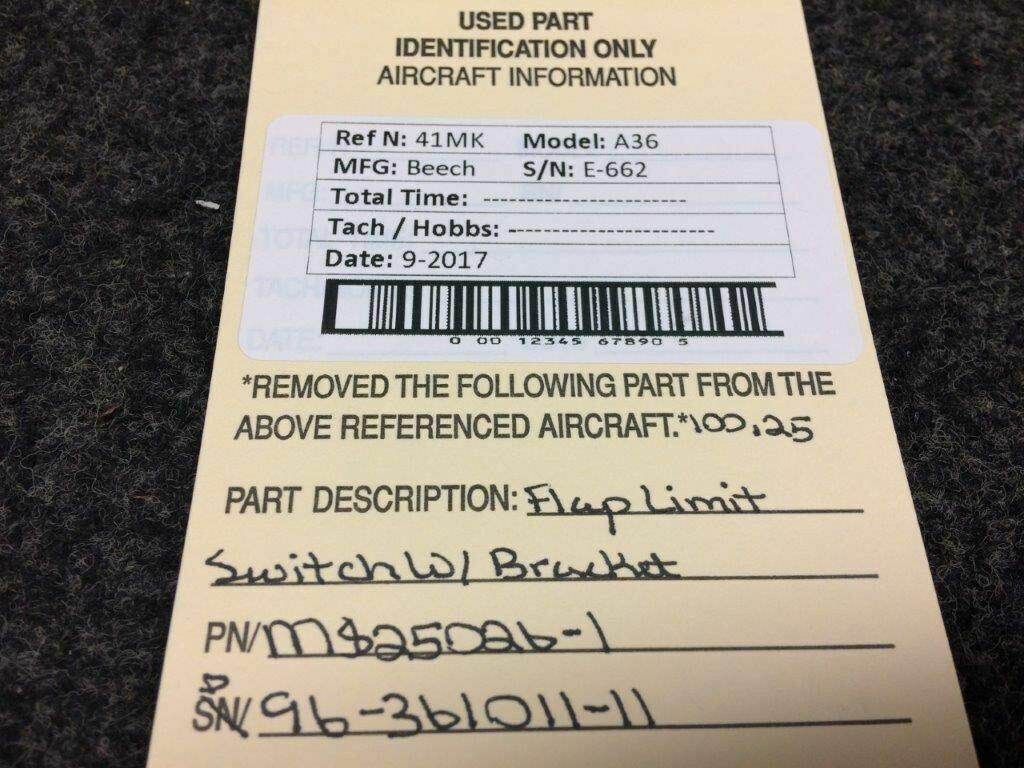 USED PART
IDENTIFICATION ONLY
AIRCRAFT INFORMATION
Ref N: 41MK Model: A36
MFG: Beech S/N: E-662
Total Time: -----------------------
Tach / Hobbs: -----------------------
Date: 9-2017
0 00 12345 67890 5
*REMOVED THE FOLLOWING PART FROM THE
ABOVE REFERENCED AIRCRAFT.*100.25
PART DESCRIPTION: Flap Limit
Switch W/ Bracket
PN/ MS25026-1
SN/ 96-361011-11